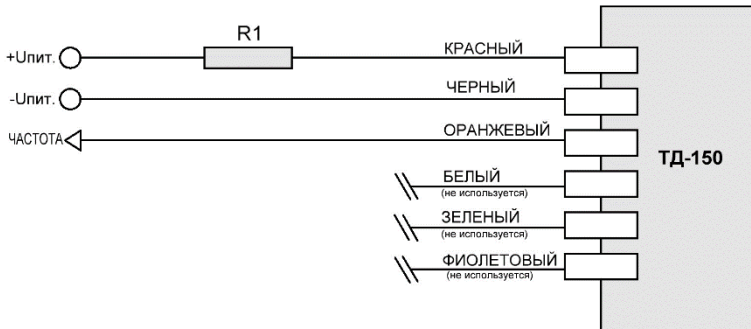 R1
+Uпит.
КРАСНЫЙ
-Uпит.
ЧЕРНЫЙ
ЧАСТОТА
ОРАНЖЕВЫЙ
ТД-150
БЕЛЫЙ
(не используется)
ЗЕЛЕНЫЙ
(не используется)
ФИОЛЕТОВЫЙ
(не используется)